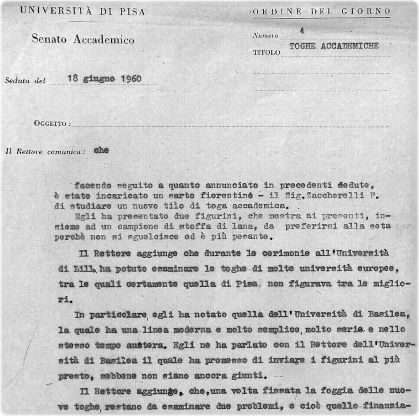 UNIVERSITÀ DI PISA
ORDINE DEL GIORNO
Senato Accademico
Numero 4
TITOLO TOGHE ACCADEMICHE
Seduta del 18 giugno 1960
OGGETTO:
Il Rettore comunica: che
facendo seguito a quanto annunciato in precedenti sedute,
è stato incaricato un sarto fiorentino - il Sig.Zaccherelli P.
di studiare un nuovo tilo di toga accademica.
Egli ha presentato due figurini, che mostra ai presenti, in-
sieme ad un campione di stoffa di lana, da preferirsi alla seta
perchè non si sgualcisce ed è più pesante.
Il Rettore aggiunge che durante le cerimonie all'Università
di Lill, ha potuto esaminare le toghe di molte università europee,
tra le quali certamente quella di Pisa non figurava tra le miglio-
ri.
In particolare, egli ha notato quella dell'Università di Basilea,
la quale ha una linea moderna e molto semplice, molto seria e nello
stesso tempo austera. Egli ne ha parlato con il Rettore dell'Univer-
sità di Basilea il quale ha promesso di inviare i figurini al più
presto, sebbene non siano ancora giunti.
Il Rettore aggiunge, che, una volta fissata la foggia delle nuo-
ve toghe, restano da esaminare due problemi, e cioè quello finanzia-